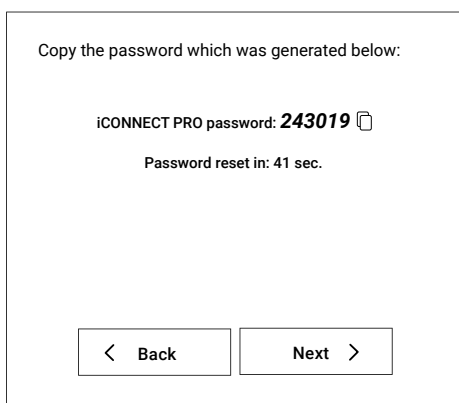 Copy the password which was generated below:
iCONNECT PRO password: 243019
Password reset in: 41 sec.
Back
Next